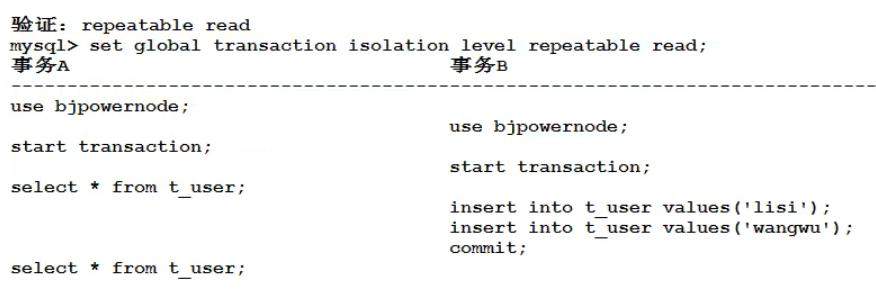 验证：repeatable read
mysql> set global transaction isolation level repeatable read;
事务A 事务B
--------------------------------------------------------------------------------
use bjpowernode;
use bjpowernode;
start transaction;
start transaction;
select * from t_user;
insert into t_user values('lisi');
insert into t_user values('wangwu');
commit;
select * from t_user;